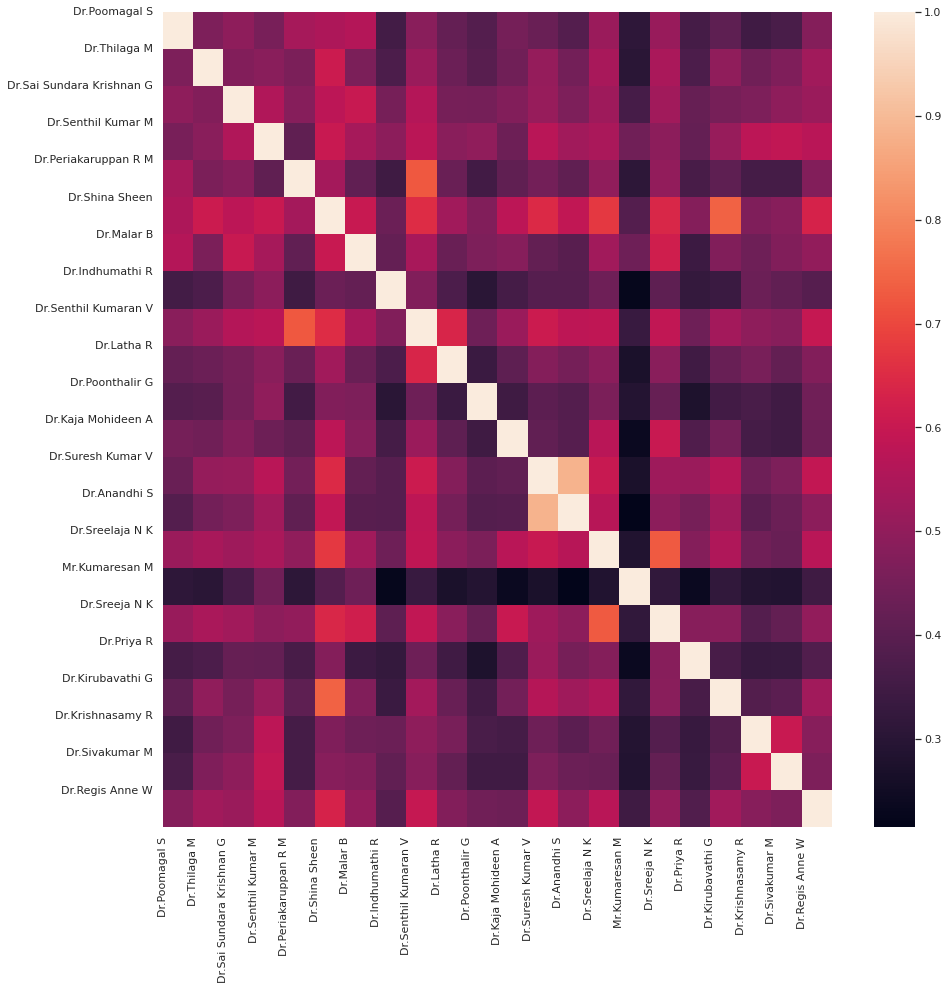 Dr.Poomagal S
Dr.Thilaga M
Dr.Sai Sundara Krishnan G
Dr.Senthil Kumar M
Dr.Periakaruppan R M
Dr.Shina Sheen
Dr.Malar B
Dr.Indhumathi R
Dr.Senthil Kumaran V
Dr.Latha R
Dr.Poonthalir G
Dr.Kaja Mohideen A
Dr.Suresh Kumar V
Dr.Anandhi S
Dr.Sreelaja N K
Mr.Kumaresan M
Dr.Sreeja N K
Dr.Priya R
Dr.Kirubavathi G
Dr.Krishnasamy R
Dr.Sivakumar M
Dr.Regis Anne W
Dr.Poomagal S
Dr.Thilaga M
Dr.Sai Sundara Krishnan G
Dr.Senthil Kumar M
Dr.Periakaruppan R M
Dr.Shina Sheen
Dr.Malar B
Dr.Indhumathi R
Dr.Senthil Kumaran V
Dr.Latha R
Dr.Poonthalir G
Dr.Kaja Mohideen A
Dr.Suresh Kumar V
Dr.Anandhi S
Dr.Sreelaja N K
Mr.Kumaresan M
Dr.Sreeja N K
Dr.Priya R
Dr.Kirubavathi G
Dr.Krishnasamy R
Dr.Sivakumar M
Dr.Regis Anne W
1.0
0.9
0.8
0.7
0.6
0.5
0.4
0.3